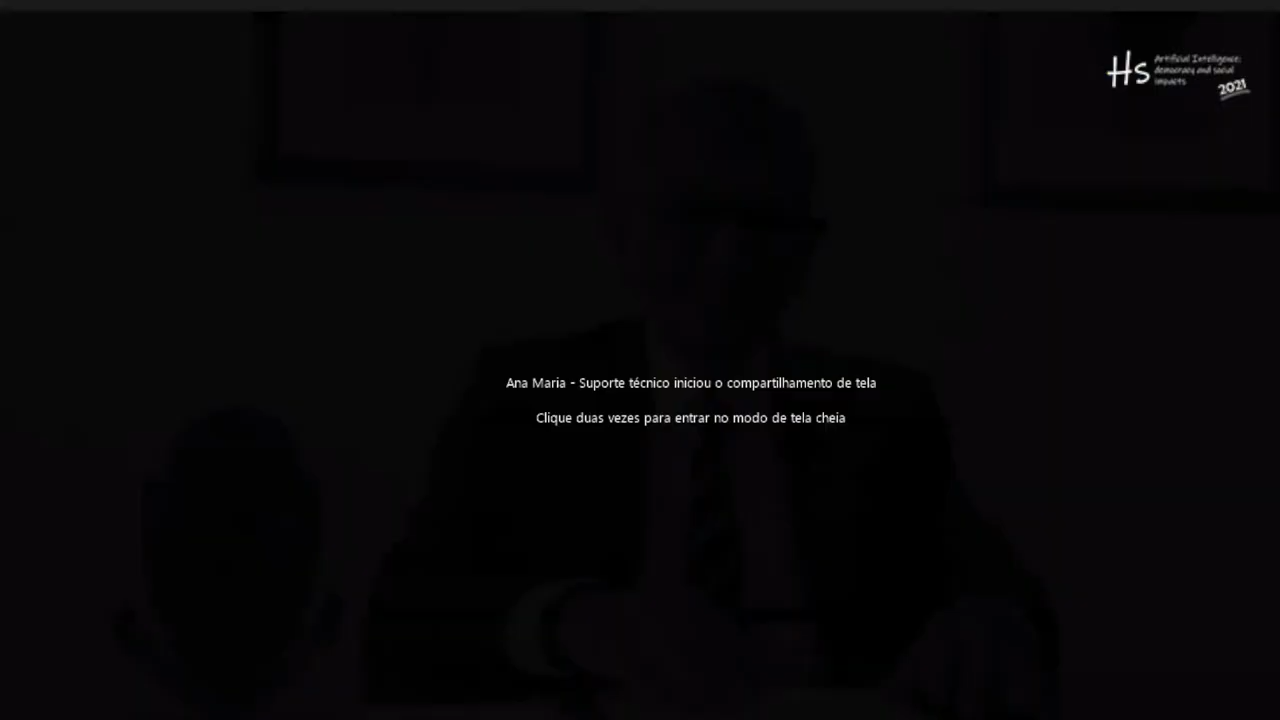 Hs
Artificial Intelligence:
democracy and social
impacts
2021
Ana Maria - Suporte técnico iniciou o compartilhamento de tela
Clique duas vezes para entrar no modo de tela cheia